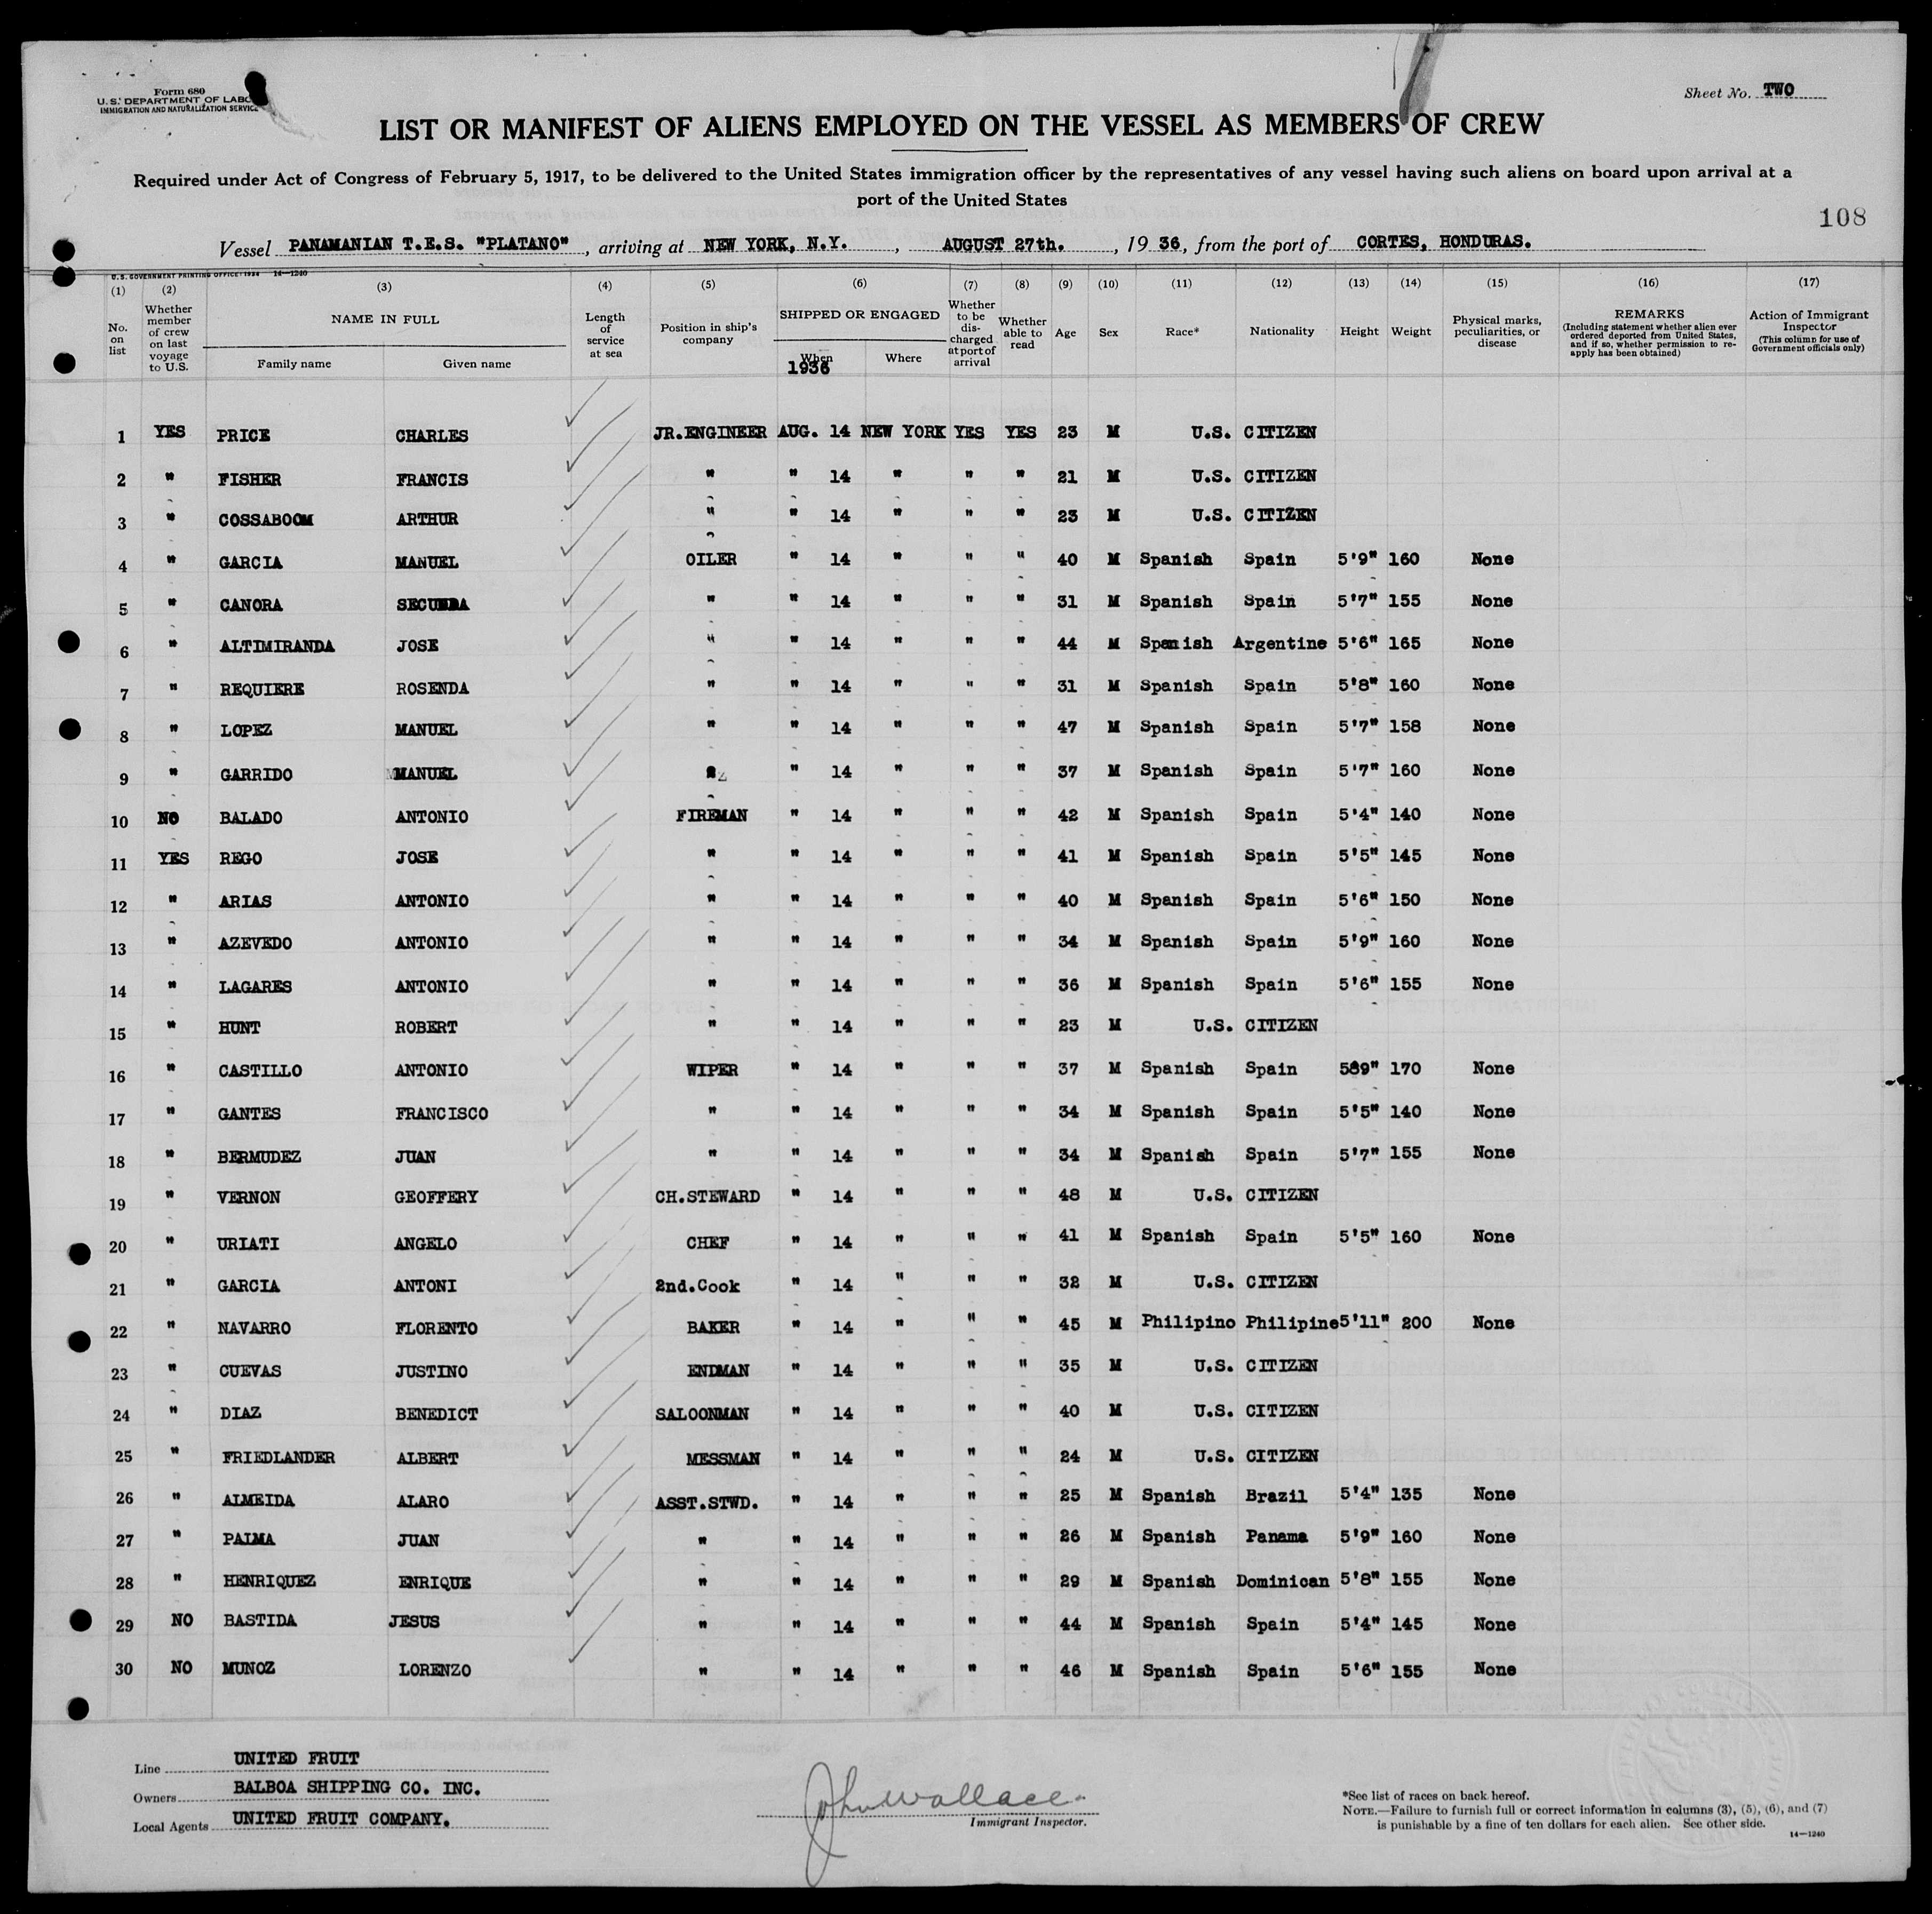 Form 680
U.S. DEPARTMENT OF LABO
IMMIGRATION AND NATURALIZATION SERVICE
Sheet No. TWO
LIST OR MANIFEST OF ALIENS EMPLOYED ON THE VESSEL AS MEMBERS OF CREW
Required under Act of Congress of February 5, 1917, to be delivered to the United States immigration officer by the representatives of any vessel having such aliens on board upon arrival at a
port of the United States
108
Vessel PANAMANIAN T.E.S. "PLATANO", arriving at NEW YORK, N.Y., AUGUST 27th., 1936, from the port of CORTES, HONDURAS.
U.S. GOVERNMENT PRINTING OFFICE: 1934 14—1240
(1) (2) (3) (4) (5) (6) (7) (8) (9) (10) (11) (12) (13) (14) (15) (16) (17)
No. on list
Whether member of crew on last voyage to U.S.
NAME IN FULL
Family name Given name
Length of service at sea
Position in ship's company
SHIPPED OR ENGAGED
When Where
1936
Whether to be discharged at port of arrival
Whether able to read
Age
Sex
Race*
Nationality
Height
Weight
Physical marks, peculiarities, or disease
REMARKS
(Including statement whether alien ever ordered deported from United States, and if so, whether permission to re-apply has been obtained)
Action of Immigrant Inspector
(This column for use of Government officials only)
1 YES PRICE CHARLES JR.ENGINEER AUG. 14 NEW YORK YES YES 23 M U.S. CITIZEN
2 " FISHER FRANCIS " " 14 " " " 21 M U.S. CITIZEN
3 " COSSABOOM ARTHUR " " 14 " " " 23 M U.S. CITIZEN
4 " GARCIA MANUEL OILER " 14 " " " 40 M Spanish Spain 5'9" 160 None
5 " CANORA SECUNDA " " 14 " " " 31 M Spanish Spain 5'7" 155 None
6 " ALTIMIRANDA JOSE " " 14 " " " 44 M Spanish Argentine 5'6" 165 None
7 " REQUIERE ROSENDA " " 14 " " " 31 M Spanish Spain 5'8" 160 None
8 " LOPEZ MANUEL " " 14 " " " 47 M Spanish Spain 5'7" 158 None
9 " GARRIDO MANUEL " 14 " " " 37 M Spanish Spain 5'7" 160 None
10 NO BALADO ANTONIO FIREMAN " 14 " " " 42 M Spanish Spain 5'4" 140 None
11 YES REGO JOSE " " 14 " " " 41 M Spanish Spain 5'5" 145 None
12 " ARIAS ANTONIO " " 14 " " " 40 M Spanish Spain 5'6" 150 None
13 " AZEVEDO ANTONIO " " 14 " " " 34 M Spanish Spain 5'9" 160 None
14 " LAGARES ANTONIO " " 14 " " " 36 M Spanish Spain 5'6" 155 None
15 " HUNT ROBERT " " 14 " " " 23 M U.S. CITIZEN
16 " CASTILLO ANTONIO WIPER " 14 " " " 37 M Spanish Spain 589" 170 None
17 " GANTES FRANCISCO " " 14 " " " 34 M Spanish Spain 5'5" 140 None
18 " BERMUDEZ JUAN " " 14 " " " 34 M Spanish Spain 5'7" 155 None
19 " VERNON GEOFFERY CH.STEWARD " 14 " " " 48 M U.S. CITIZEN
20 " URIATI ANGELO CHEF " 14 " " " 41 M Spanish Spain 5'5" 160 None
21 " GARCIA ANTONI 2nd.Cook " 14 " " " 32 M U.S. CITIZEN
22 " NAVARRO FLORENTO BAKER " 14 " " " 45 M Philipino Philipine 5'11" 200 None
23 " CUEVAS JUSTINO ENDMAN " 14 " " " 35 M U.S. CITIZEN
24 " DIAZ BENEDICT SALOONMAN " 14 " " " 40 M U.S. CITIZEN
25 " FRIEDLANDER ALBERT MESSMAN " 14 " " " 24 M U.S. CITIZEN
26 " ALMEIDA ALARO ASST.STWD. " 14 " " " 25 M Spanish Brazil 5'4" 135 None
27 " PALMA JUAN " " 14 " " " 26 M Spanish Panama 5'9" 160 None
28 " HENRIQUEZ ENRIQUE " " 14 " " " 29 M Spanish Dominican 5'8" 155 None
29 NO BASTIDA JESUS " " 14 " " " 44 M Spanish Spain 5'4" 145 None
30 NO MUNOZ LORENZO " " 14 " " " 46 M Spanish Spain 5'6" 155 None
Line UNITED FRUIT
Owners BALBOA SHIPPING CO. INC.
Local Agents UNITED FRUIT COMPANY.
John Wallace
Immigrant Inspector.
*See list of races on back hereof.
NOTE.—Failure to furnish full or correct information in columns (3), (5), (6), and (7)
is punishable by a fine of ten dollars for each alien. See other side.
14—1240